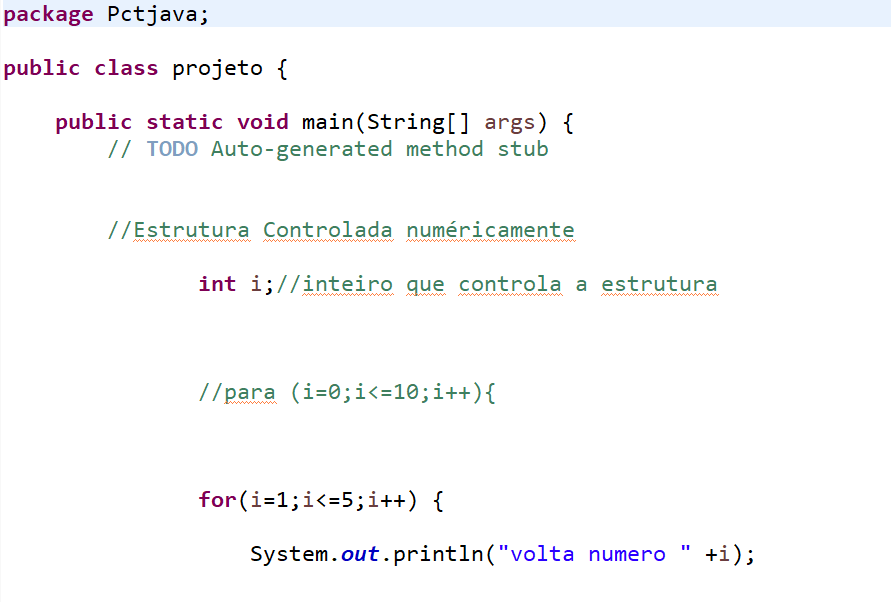 package Pctjava;
public class projeto {
public static void main(String[] args) {
// TODO Auto-generated method stub
//Estrutura Controlada numéricamente
int i;//inteiro que controla a estrutura
//para (i=0;i<=10;i++){
for(i=1;i<=5;i++) {
System.out.println("volta numero " +i);